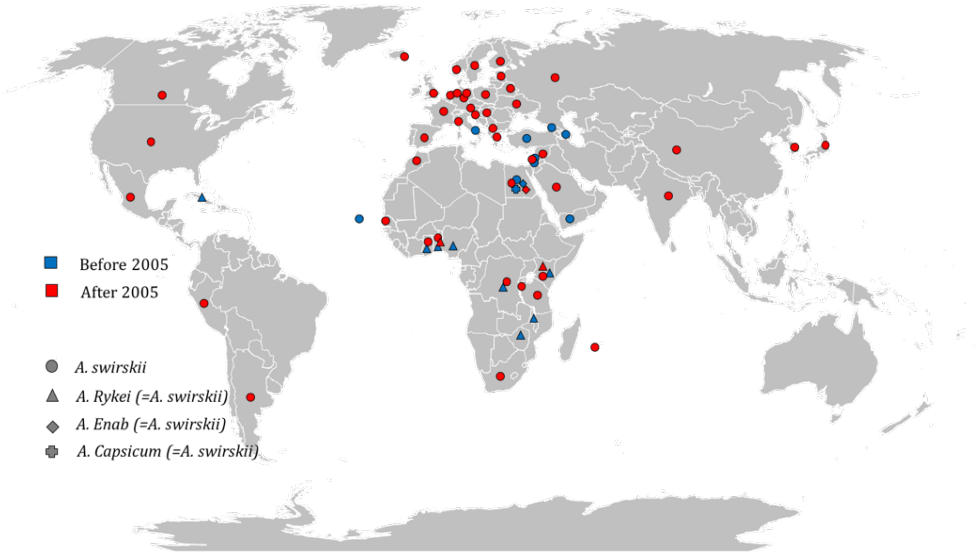 Before 2005
After 2005
A. swirskii
A. Rykei (=A. swirskii)
A. Enab (=A. swirskii)
A. Capsicum (=A. swirskii)